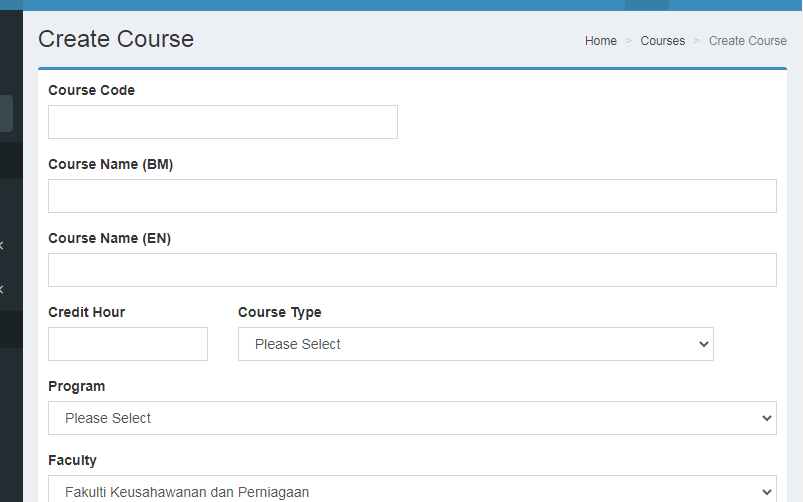 Create Course
Home > Courses > Create Course
Course Code
Course Name (BM)
Course Name (EN)
Credit Hour
Course Type
Please Select
Program
Please Select
Faculty
Fakulti Keusahawanan dan Perniagaan